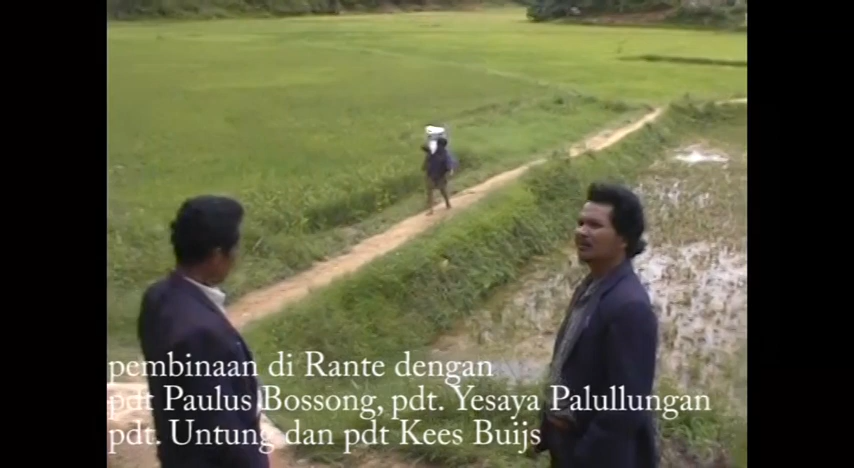 pembinaan di Rante dengan
pdt Paulus Bossong, pdt. Yesaya Palullungan
pdt. Untung dan pdt Kees Buijs